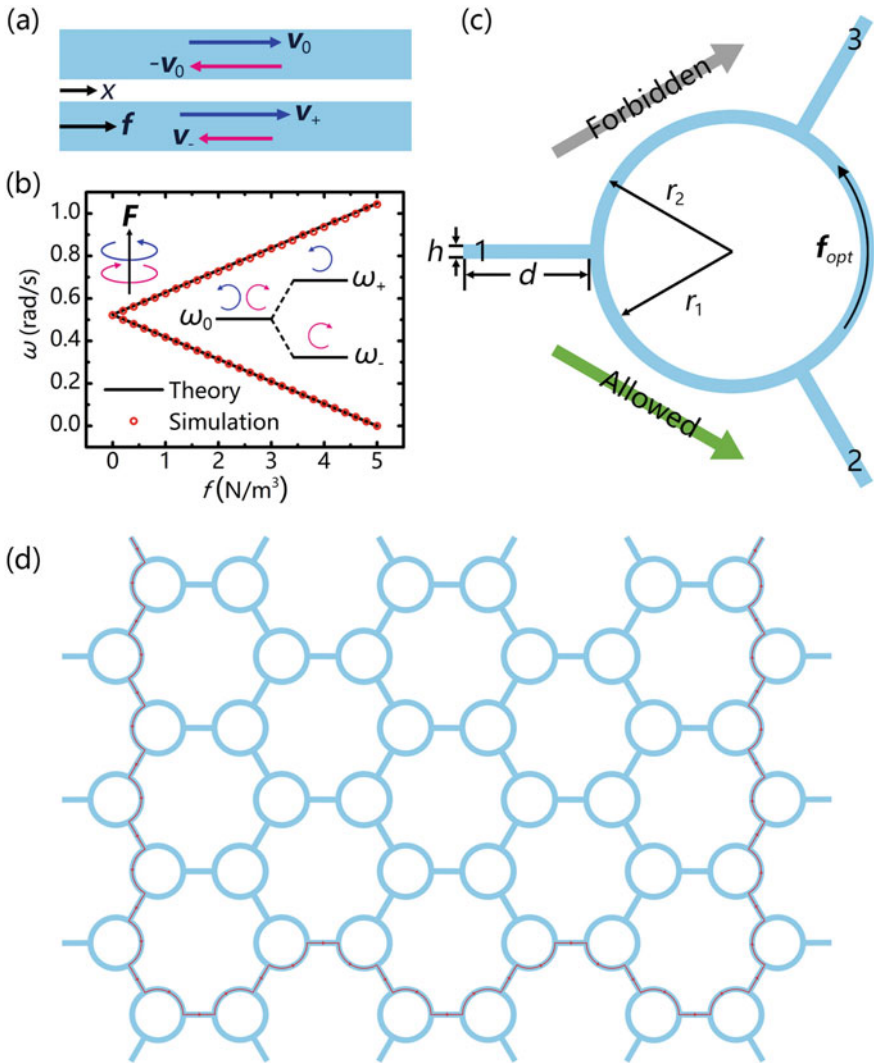 (a)
v₀
-v₀
x
f
v₊
v₋
(b)
ω (rad/s)
1.0
0.8
0.6
0.4
0.2
0.0
F
ω₊
ω₀
ω₋
Theory
Simulation
0 1 2 3 4 5
f (N/m³)
(c)
3
Forbidden
r₂
h
1
d
r₁
f_opt
Allowed
2
(d)